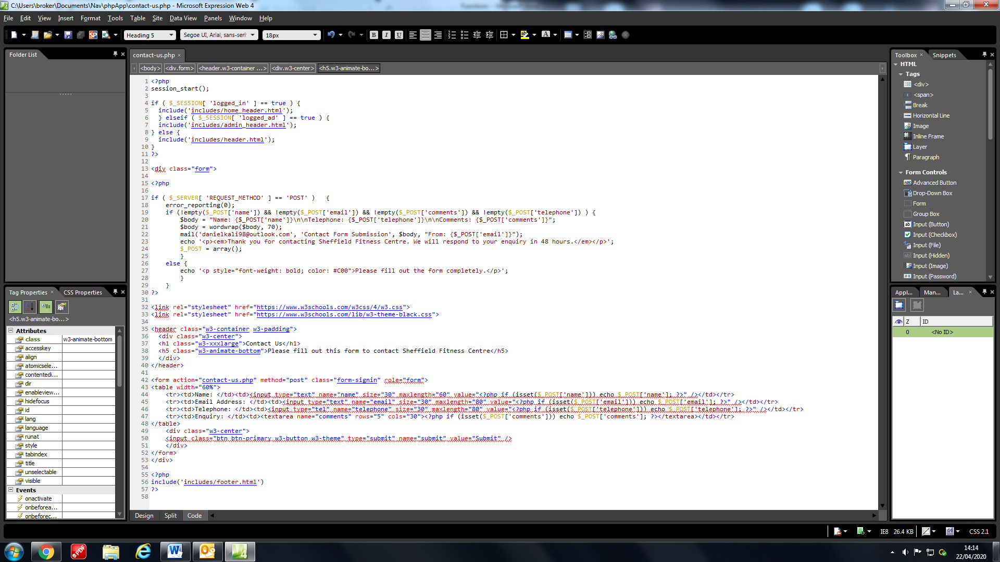 C:\Users\broker\Documents\Nav\phpApp\contact-us.php - Microsoft Expression Web 4
File Edit View Insert Format Tools Table Site Data View Panels Window Help
Heading 5 Segoe UI, Arial, sans-seri 18px
Folder List
contact-us.php
<body> <div.form> <header.w3-container ...> <div.w3-center> <h5.w3-animate-bo...>
1 <?php
2 session_start();
3
4 if ( $_SESSION[ 'logged_in' ] == true ) {
5 include('includes/home_header.html');
6 } elseif ( $_SESSION[ 'logged_ad' ] == true ) {
7 include('includes/admin_header.html');
8 } else {
9 include('includes/header.html');
10 }
11 ?>
12
13 <div class="form">
14
15 <?php
16
17 if ( $_SERVER[ 'REQUEST_METHOD' ] == 'POST' ) {
18 error_reporting(0);
19 if (!empty($_POST['name']) && !empty($_POST['email']) && !empty($_POST['comments']) && !empty($_POST['telephone']) ) {
20 $body = "Name: {$_POST['name']}\n\nTelephone: {$_POST['telephone']}\n\nComments: {$_POST['comments']}";
21 $body = wordwrap($body, 70);
22 mail('danielkali98@outlook.com', 'Contact Form Submission', $body, "From: {$_POST['email']}");
23 echo '<p><em>Thank you for contacting Sheffield Fitness Centre. We will respond to your enquiry in 48 hours.</em></p>';
24 $_POST = array();
25 }
26 else {
27 echo '<p style="font-weight: bold; color: #C00">Please fill out the form completely.</p>';
28 }
29 }
30 ?>
31
32 <link rel="stylesheet" href="https://www.w3schools.com/w3css/4/w3.css">
33 <link rel="stylesheet" href="https://www.w3schools.com/lib/w3-theme-black.css">
34
35 <header class="w3-container w3-padding">
36 <div class="w3-center">
37 <h1 class="w3-xxxlarge">Contact Us</h1>
38 <h5 class="w3-animate-bottom">Please fill out this form to contact Sheffield Fitness Centre</h5>
39 </div>
40 </header>
41
42 <form action="contact-us.php" method="post" class="form-signin" role="form">
43 <table width="60%">
44 <tr><td>Name: </td><td><input type="text" name="name" size="30" maxlength="60" value="<?php if (isset($_POST['name'])) echo $_POST['name']; ?>" /></td></tr>
45 <tr><td>Email Address: </td><td><input type="text" name="email" size="30" maxlength="80" value="<?php if (isset($_POST['email'])) echo $_POST['email']; ?>" /></td></tr>
46 <tr><td>Telephone: </td><td><input type="tel" name="telephone" size="30" maxlength="80" value="<?php if (isset($_POST['telephone'])) echo $_POST['telephone']; ?>" /></td></tr>
47 <tr><td>Enquiry: </td><td><textarea name="comments" rows="5" cols="30"><?php if (isset($_POST['comments'])) echo $_POST['comments']; ?></textarea></td></tr>
48 </table>
49 <div class="w3-center">
50 <input class="btn btn-primary w3-button w3-theme" type="submit" name="submit" value="Submit" />
51 </div>
52 </form>
53 </div>
54
55 <?php
56 include('includes/footer.html')
57 ?>
58
Design Split Code
Tag Properties CSS Properties
<h5.w3-animate-bo...>
Attributes
class w3-animate-bottom
accesskey
align
atomicsele...
contentedi...
dir
enableview...
hidefocus
id
lang
language
runat
style
tabindex
title
unselectable
visible
Events
onactivate
onbeforea...
onbeforec...
Toolbox Snippets
HTML
Tags
<div>
<span>
Break
Horizontal Line
Image
Inline Frame
Layer
Paragraph
Form Controls
Advanced Button
Drop-Down Box
Form
Group Box
Input (Button)
Input (Checkbox)
Input (File)
Input (Hidden)
Input (Image)
Input (Password)
Appl... Man... La...
Z ID
0 <No ID>
IE8 26.4 KB CSS 2.1
14:14
22/04/2020